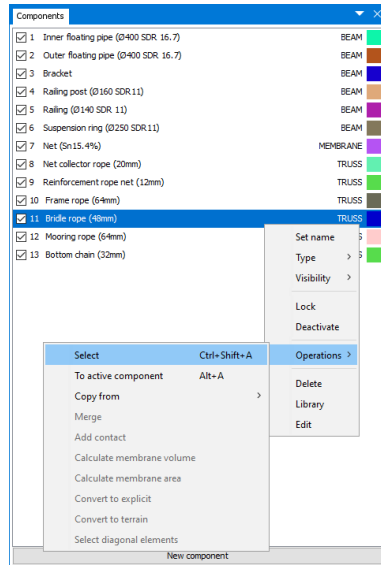 Components
1 Inner floating pipe (Ø400 SDR 16.7) BEAM
2 Outer floating pipe (Ø400 SDR 16.7) BEAM
3 Bracket BEAM
4 Railing post (Ø160 SDR11) BEAM
5 Railing (Ø140 SDR 11) BEAM
6 Suspension ring (Ø250 SDR11) BEAM
7 Net (Sn15.4%) MEMBRANE
8 Net collector rope (20mm) TRUSS
9 Reinforcement rope net (12mm) TRUSS
10 Frame rope (64mm) TRUSS
11 Bridle rope (48mm) TRUSS
12 Mooring rope (64mm) S
13 Bottom chain (32mm) S
Set name
Type
Visibility
Lock
Deactivate
Operations
Delete
Library
Edit
Select Ctrl+Shift+A
To active component Alt+A
Copy from
Merge
Add contact
Calculate membrane volume
Calculate membrane area
Convert to explicit
Convert to terrain
Select diagonal elements
New component